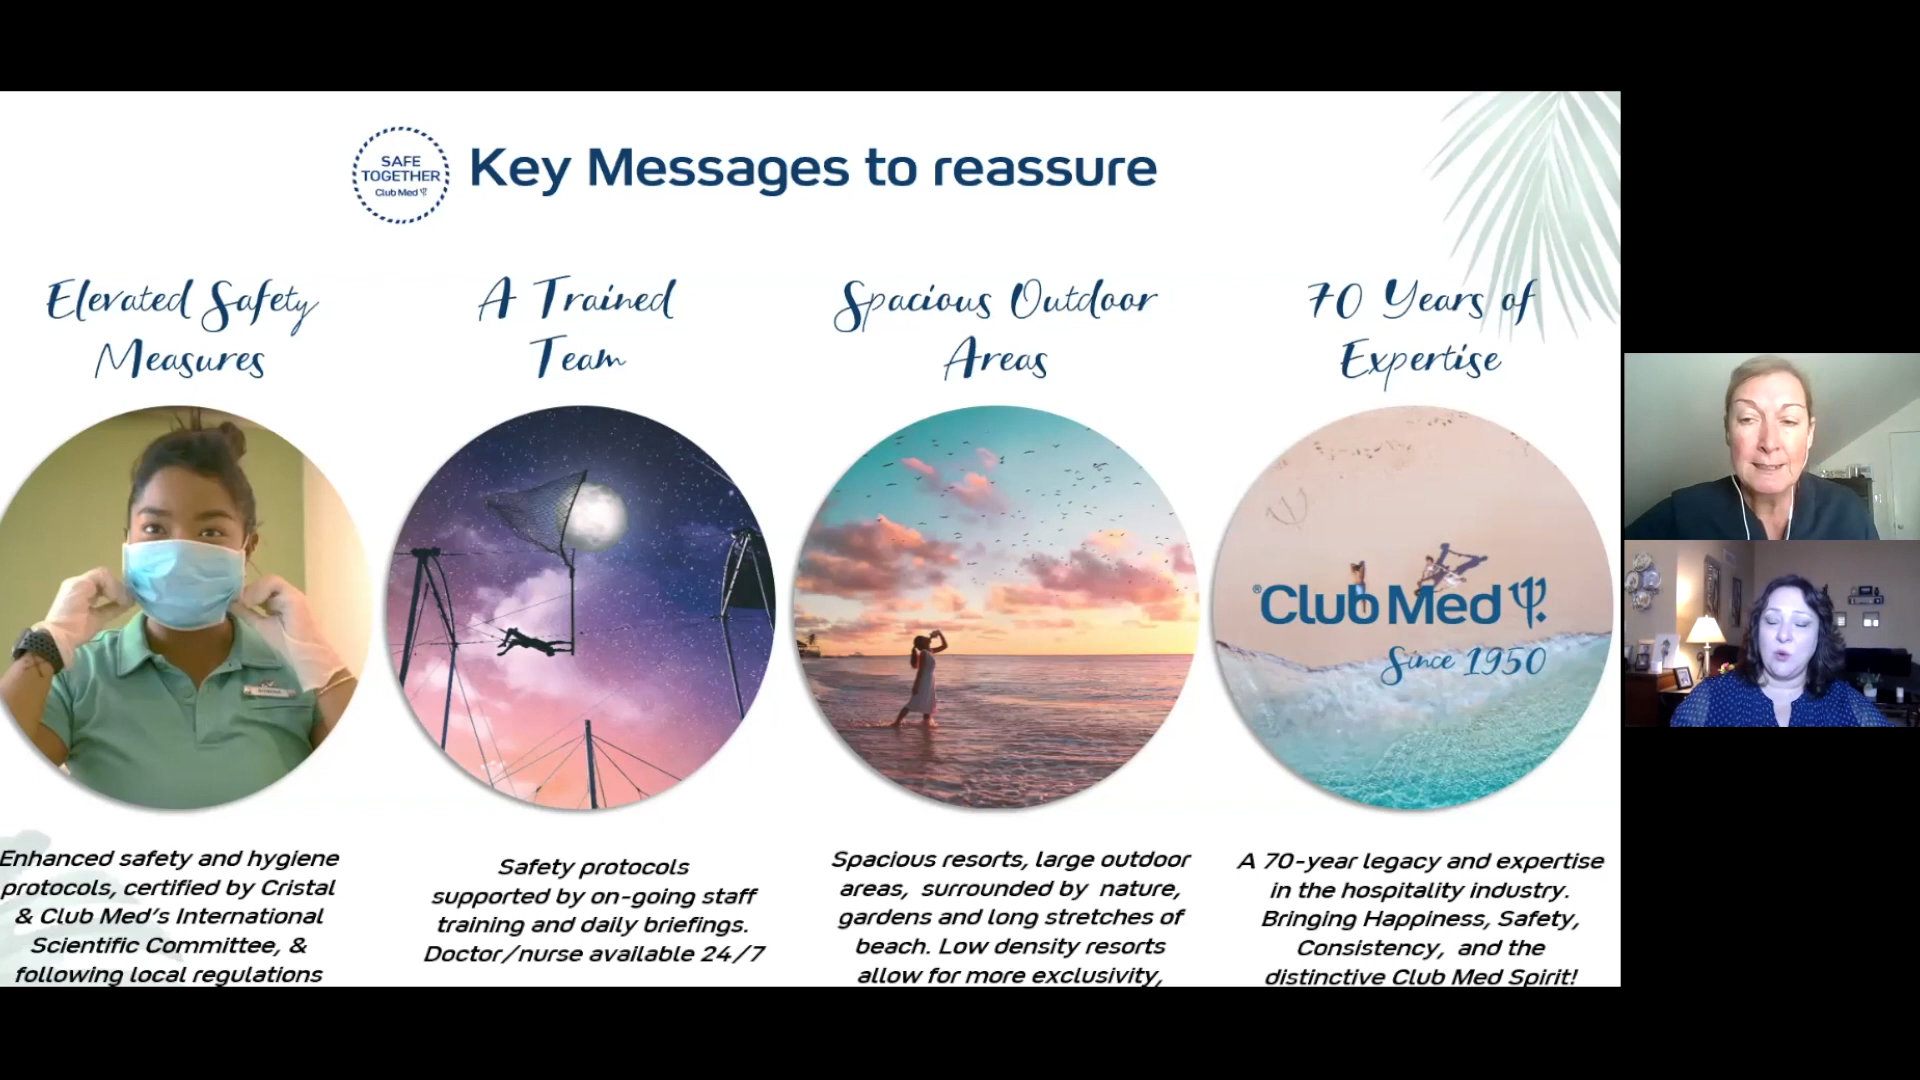 SAFE
TOGETHER
Club Med
Key Messages to reassure
Elevated Safety
Measures
A Trained
Team
Spacious Outdoor
Areas
70 Years of
Expertise
®Club Med
Since 1950
Enhanced safety and hygiene
protocols, certified by Cristal
& Club Med's International
Scientific Committee, &
following local regulations
Safety protocols
supported by on-going staff
training and daily briefings.
Doctor/nurse available 24/7
Spacious resorts, large outdoor
areas, surrounded by nature,
gardens and long stretches of
beach. Low density resorts
allow for more exclusivity,
A 70-year legacy and expertise
in the hospitality industry.
Bringing Happiness, Safety,
Consistency, and the
distinctive Club Med Spirit!